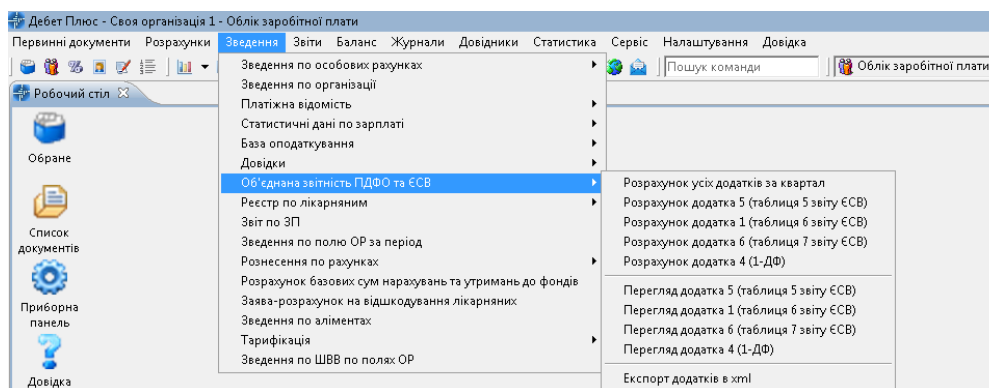 Дебет Плюс - Своя організація 1 - Облік заробітної плати
Первинні документи Розрахунки Зведення Звіти Баланс Журнали Довідники Статистика Сервіс Налаштування Довідка
Пошук команди Облік заробітної плати
Робочий стіл
Обране
Список
документів
Приборна
панель
Довідка
Зведення по особових рахунках
Зведення по організації
Платіжна відомість
Статистичні дані по зарплаті
База оподаткування
Довідки
Об'єднана звітність ПДФО та ЄСВ
Реєстр по лікарняним
Звіт по ЗП
Зведення по полю ОР за період
Рознесення по рахунках
Розрахунок базових сум нарахувань та утримань до фондів
Заява-розрахунок на відшкодування лікарняних
Зведення по аліментах
Тарифікація
Зведення по ШВВ по полях ОР
Розрахунок усіх додатків за квартал
Розрахунок додатка 5 (таблиця 5 звіту ЄСВ)
Розрахунок додатка 1 (таблиця 6 звіту ЄСВ)
Розрахунок додатка 6 (таблиця 7 звіту ЄСВ)
Розрахунок додатка 4 (1-ДФ)
Перегляд додатка 5 (таблиця 5 звіту ЄСВ)
Перегляд додатка 1 (таблиця 6 звіту ЄСВ)
Перегляд додатка 6 (таблиця 7 звіту ЄСВ)
Перегляд додатка 4 (1-ДФ)
Експорт додатків в xml